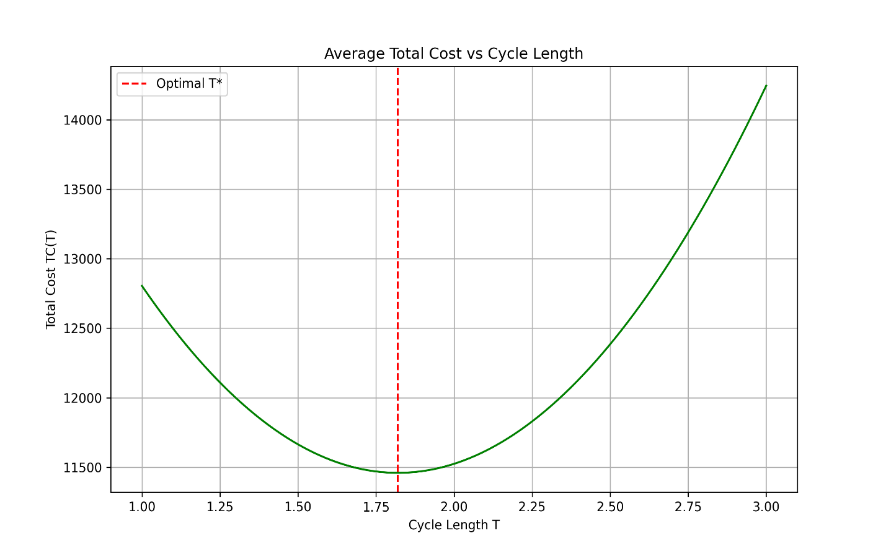 Average Total Cost vs Cycle Length
Optimal T*
Total Cost TC(T)
14000
13500
13000
12500
12000
11500
1.00 1.25 1.50 1.75 2.00 2.25 2.50 2.75 3.00
Cycle Length T